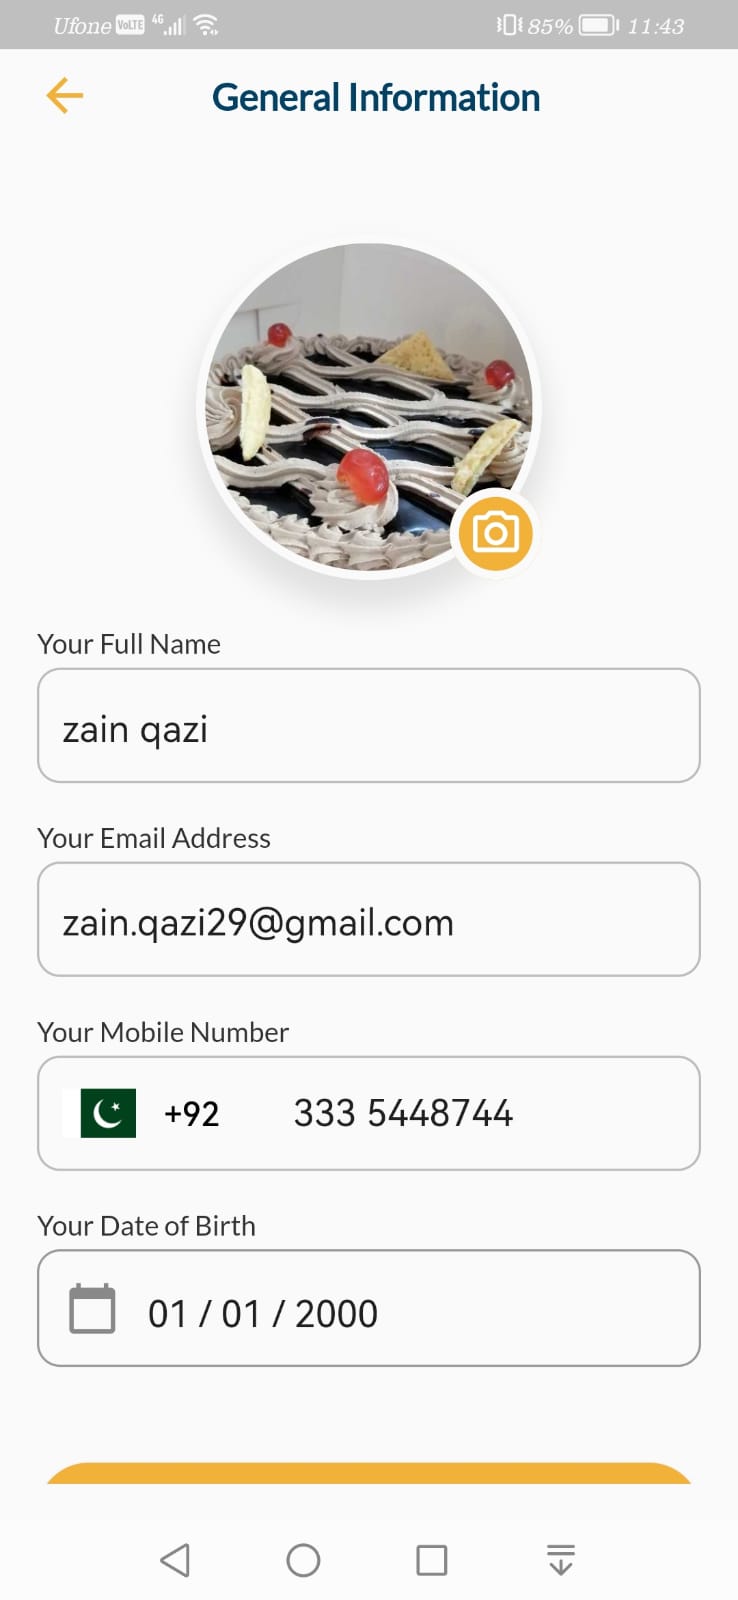 Ufone VoLTE 4G 85% 11:43
General Information
Your Full Name
zain qazi
Your Email Address
zain.qazi29@gmail.com
Your Mobile Number
+92 333 5448744
Your Date of Birth
01 / 01 / 2000